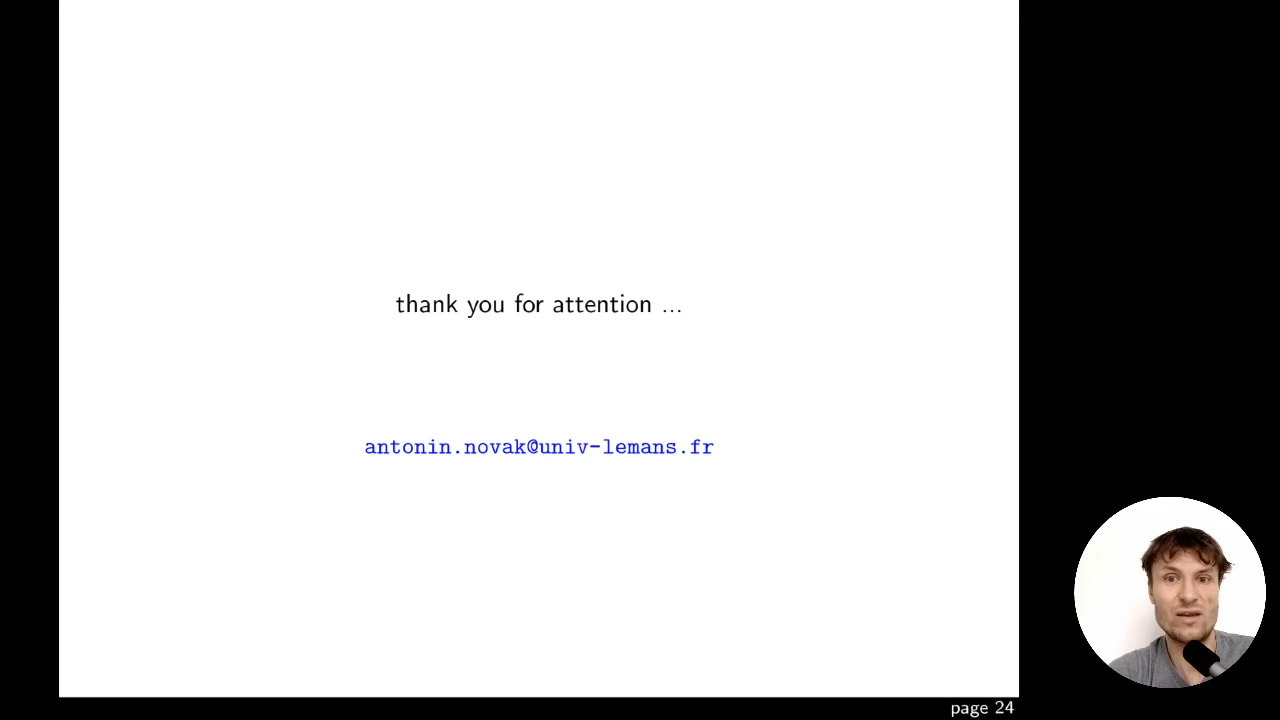 thank you for attention ...
antonin.novak@univ-lemans.fr
page 24